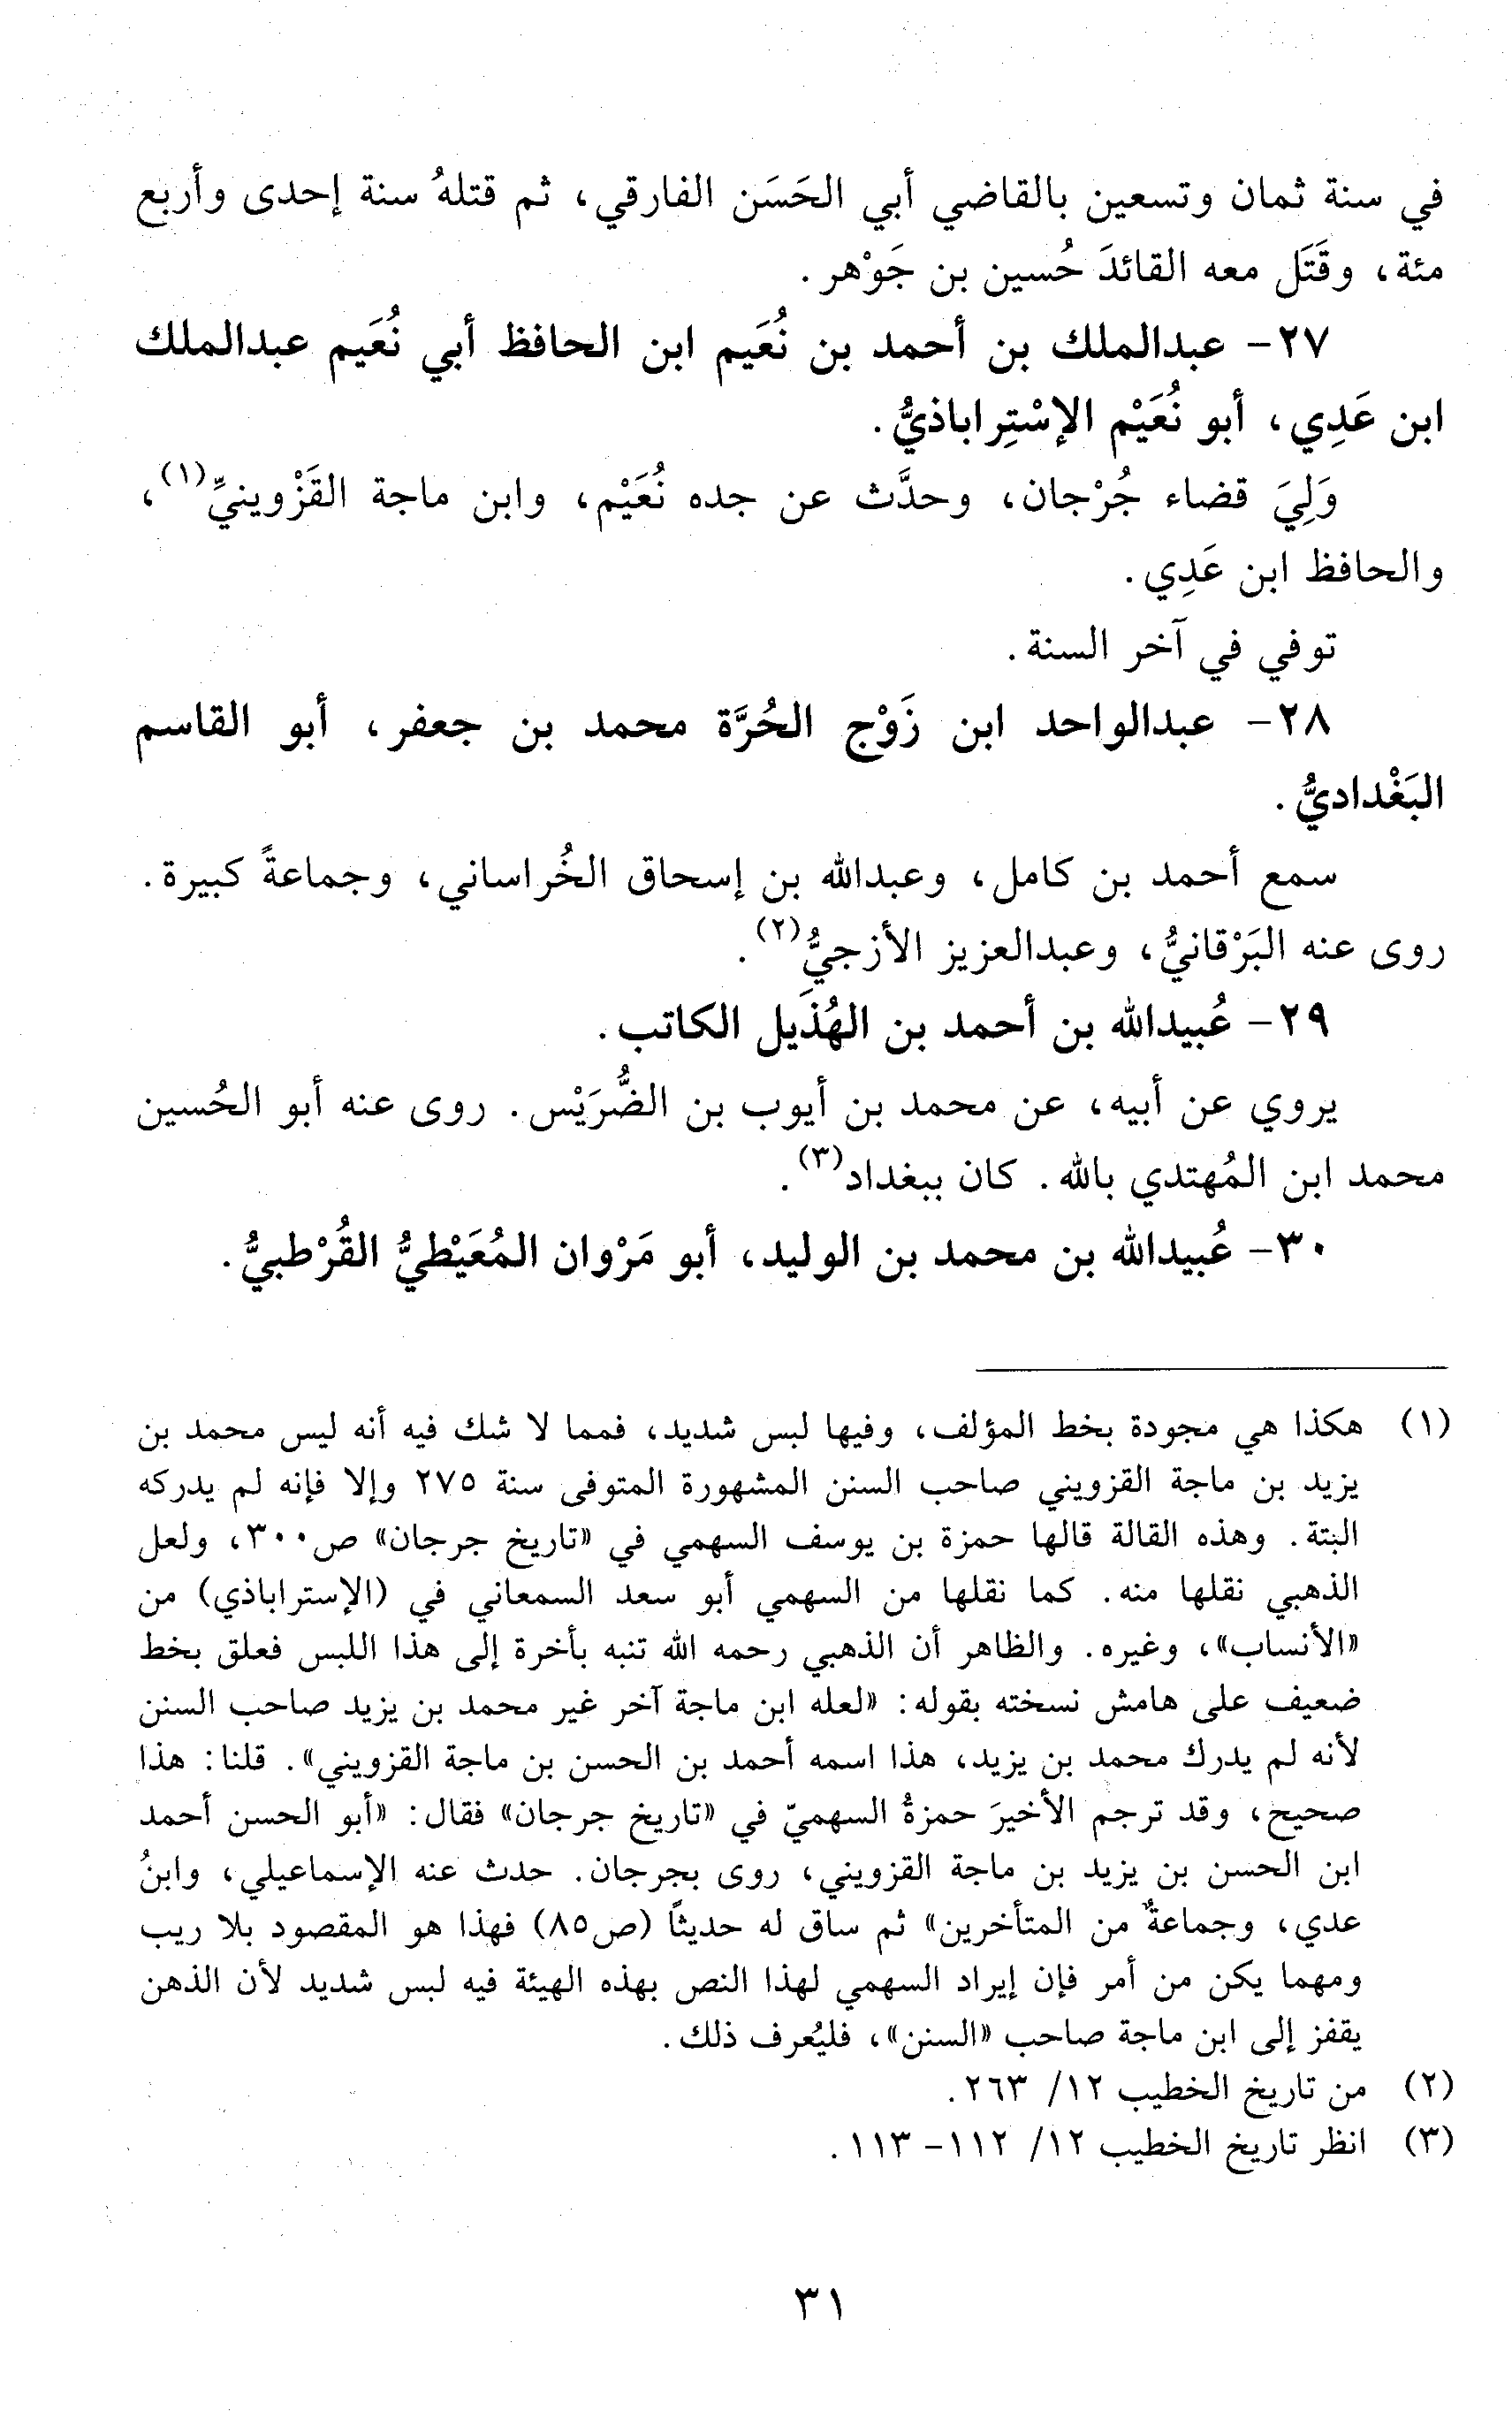 في سنة ثمان وتسعين بالقاضي أبي الحَسَن الفارقي، ثم قتلهُ سنة إحدى وأربع
مئة، وقَتَل معه القائدَ حُسين بن جَوْهر.
٢٧- عبدالملك بن أحمد بن نُعَيم ابن الحافظ أبي نُعَيم عبدالملك
ابن عَدِي، أبو نُعَيْم الإسْتِراباذيُّ.
وَلِيَ قضاء جُرْجان، وحدَّث عن جده نُعَيْم، وابن ماجة القَزْوينيِّ(١)،
والحافظ ابن عَدِي.
توفي في آخر السنة.
٢٨- عبدالواحد ابن زَوْج الحُرَّة محمد بن جعفر، أبو القاسم
البَغْداديُّ.
سمع أحمد بن كامل، وعبدالله بن إسحاق الخُراساني، وجماعةً كبيرة.
روى عنه البَرْقانيُّ، وعبدالعزيز الأزجيُّ(٢).
٢٩- عُبيدالله بن أحمد بن الهُذَيل الكاتب.
يروي عن أبيه، عن محمد بن أيوب بن الضُّرَيْس. روى عنه أبو الحُسين
محمد ابن المُهتدي بالله. كان ببغداد(٣).
٣٠- عُبيدالله بن محمد بن الوليد، أبو مَرْوان المُعَيْطيُّ القُرْطبيُّ.
(١) هكذا هي مجودة بخط المؤلف، وفيها لبس شديد، فمما لا شك فيه أنه ليس محمد بن
يزيد بن ماجة القزويني صاحب السنن المشهورة المتوفى سنة ٢٧٥ وإلا فإنه لم يدركه
البتة. وهذه القالة قالها حمزة بن يوسف السهمي في «تاريخ جرجان» ص٣٠٠، ولعل
الذهبي نقلها منه. كما نقلها من السهمي أبو سعد السمعاني في (الإستراباذي) من
«الأنساب»، وغيره. والظاهر أن الذهبي رحمه الله تنبه بأخرة إلى هذا اللبس فعلق بخط
ضعيف على هامش نسخته بقوله: «لعله ابن ماجة آخر غير محمد بن يزيد صاحب السنن
لأنه لم يدرك محمد بن يزيد، هذا اسمه أحمد بن الحسن بن ماجة القزويني». قلنا: هذا
صحيح، وقد ترجم الأخيرَ حمزةُ السهميّ في «تاريخ جرجان» فقال: «أبو الحسن أحمد
ابن الحسن بن يزيد بن ماجة القزويني، روى بجرجان. حدث عنه الإسماعيلي، وابنُ
عدي، وجماعةٌ من المتأخرين» ثم ساق له حديثاً (ص٨٥) فهذا هو المقصود بلا ريب
ومهما يكن من أمر فإن إيراد السهمي لهذا النص بهذه الهيئة فيه لبس شديد لأن الذهن
يقفز إلى ابن ماجة صاحب «السنن»، فليُعرف ذلك.
(٢) من تاريخ الخطيب ١٢/ ٢٦٣.
(٣) انظر تاريخ الخطيب ١٢/ ١١٢- ١١٣.
٣١